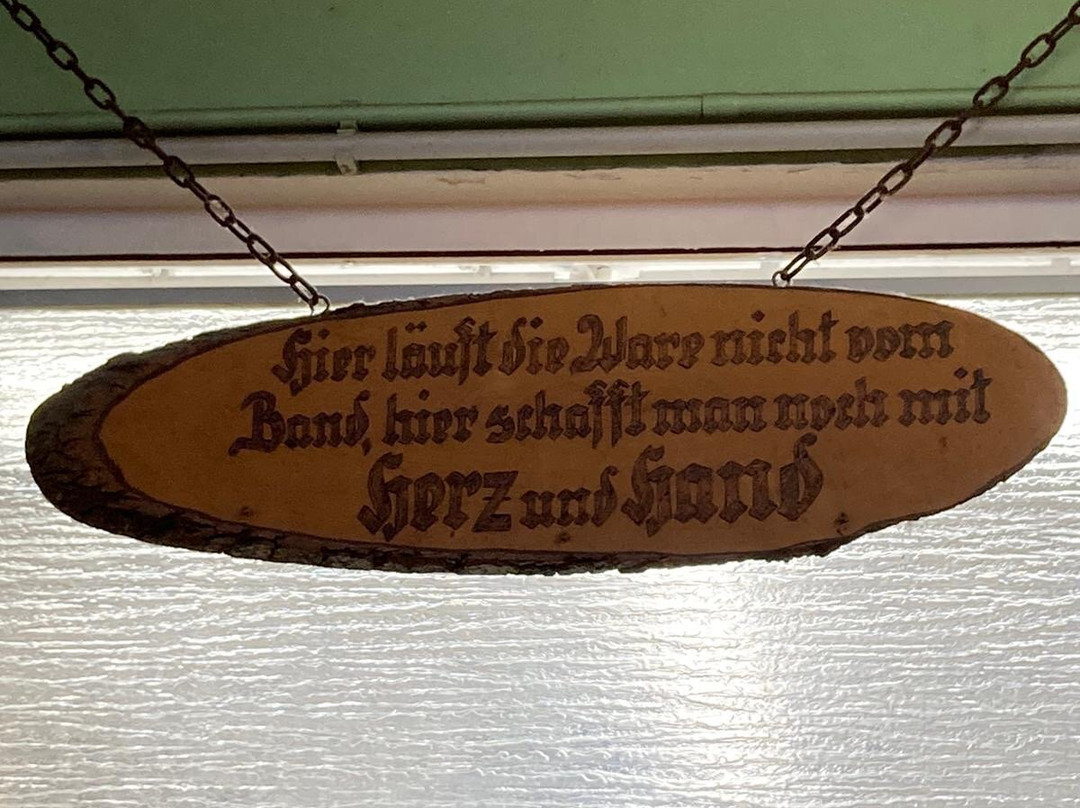 Hier läuft die Ware nicht vom
Band, hier schafft man noch mit
Herz und Hand